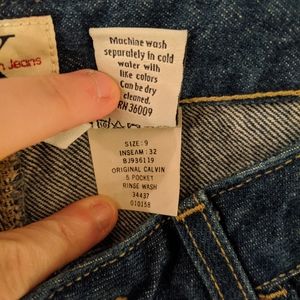 K
n Jeans
Machine wash
separately in cold
water with
like colors
Can be dry
cleaned.
RN 36009
SIZE: 9
INSEAM: 32
BJ936119
ORIGINAL CALVIN
5 POCKET
RINSE WASH
34437
010158